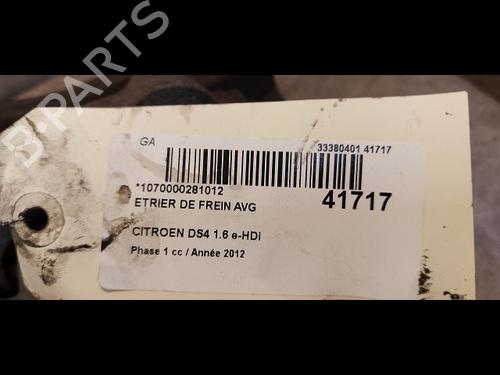 GA
33380401 41717
*1070000281012
41717
ETRIER DE FREIN AVG
CITROEN DS4 1.6 e-HDi
Phase 1 cc / Année 2012
B-PARTS